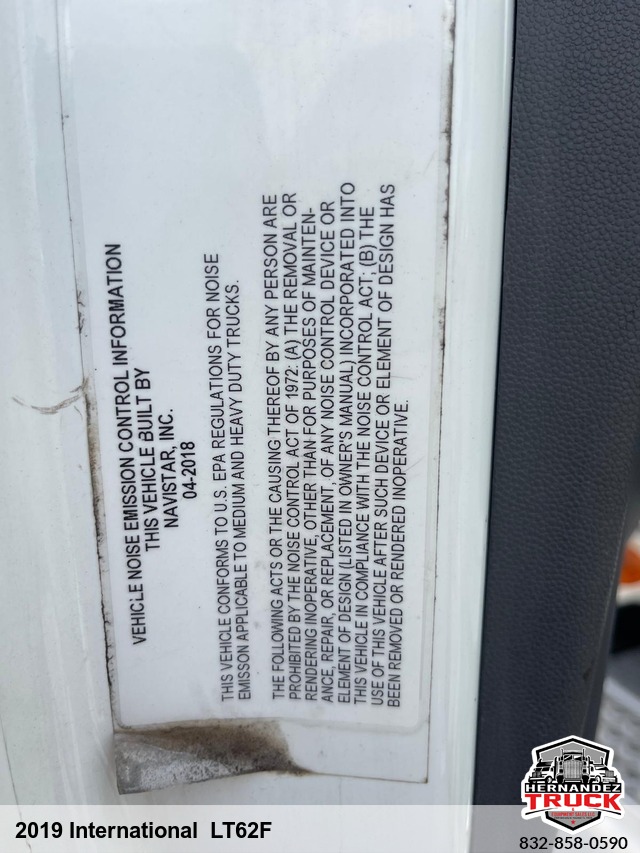 VEHICLE NOISE EMISSION CONTROL INFORMATION
THIS VEHICLE BUILT BY
NAVISTAR, INC.
04-2018
THIS VEHICLE CONFORMS TO U.S. EPA REGULATIONS FOR NOISE
EMISSON APPLICABLE TO MEDIUM AND HEAVY DUTY TRUCKS.
THE FOLLOWING ACTS OR THE CAUSING THEREOF BY ANY PERSON ARE
PROHIBITED BY THE NOISE CONTROL ACT OF 1972: (A) THE REMOVAL OR
RENDERING INOPERATIVE, OTHER THAN FOR PURPOSES OF MAINTEN-
ANCE, REPAIR, OR REPLACEMENT, OF ANY NOISE CONTROL DEVICE OR
ELEMENT OF DESIGN (LISTED IN OWNER'S MANUAL) INCORPORATED INTO
THIS VEHICLE IN COMPLIANCE WITH THE NOISE CONTROL ACT; (B) THE
USE OF THIS VEHICLE AFTER SUCH DEVICE OR ELEMENT OF DESIGN HAS
BEEN REMOVED OR RENDERED INOPERATIVE.
HERNANDEZ
TRUCK
EQUIPMENT SALES LLC
2019 International LT62F
832-858-0590